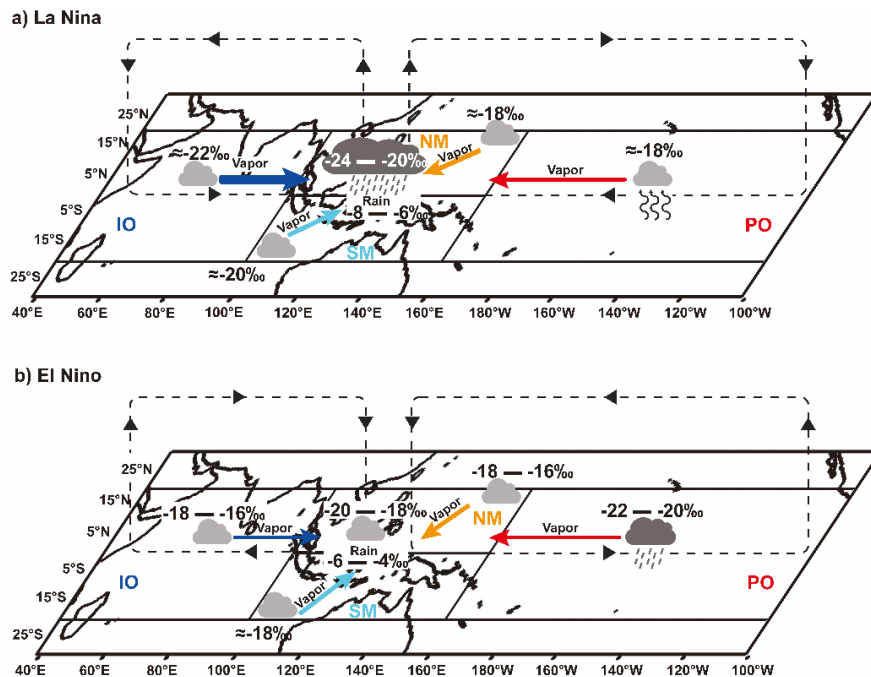 a) La Nina
25°N
15°N
5°N
5°S
15°S
25°S
≈-22‰
Vapor
-24 — -20‰
NM
≈-18‰
Vapor
≈-18‰
Vapor
Rain
-8 — -6‰
Vapor
IO
SM
PO
≈-20‰
40°E 60°E 80°E 100°E 120°E 140°E 160°E 180°W 160°W 140°W 120°W 100°W
b) El Nino
25°N
15°N
5°N
5°S
15°S
25°S
-18 — -16‰
Vapor
-20 — -18‰
-18 — -16‰
Vapor
NM
-22 — -20‰
Vapor
Rain
-6 — -4‰
Vapor
IO
SM
PO
≈-18‰
40°E 60°E 80°E 100°E 120°E 140°E 160°E 180°W 160°W 140°W 120°W 100°W